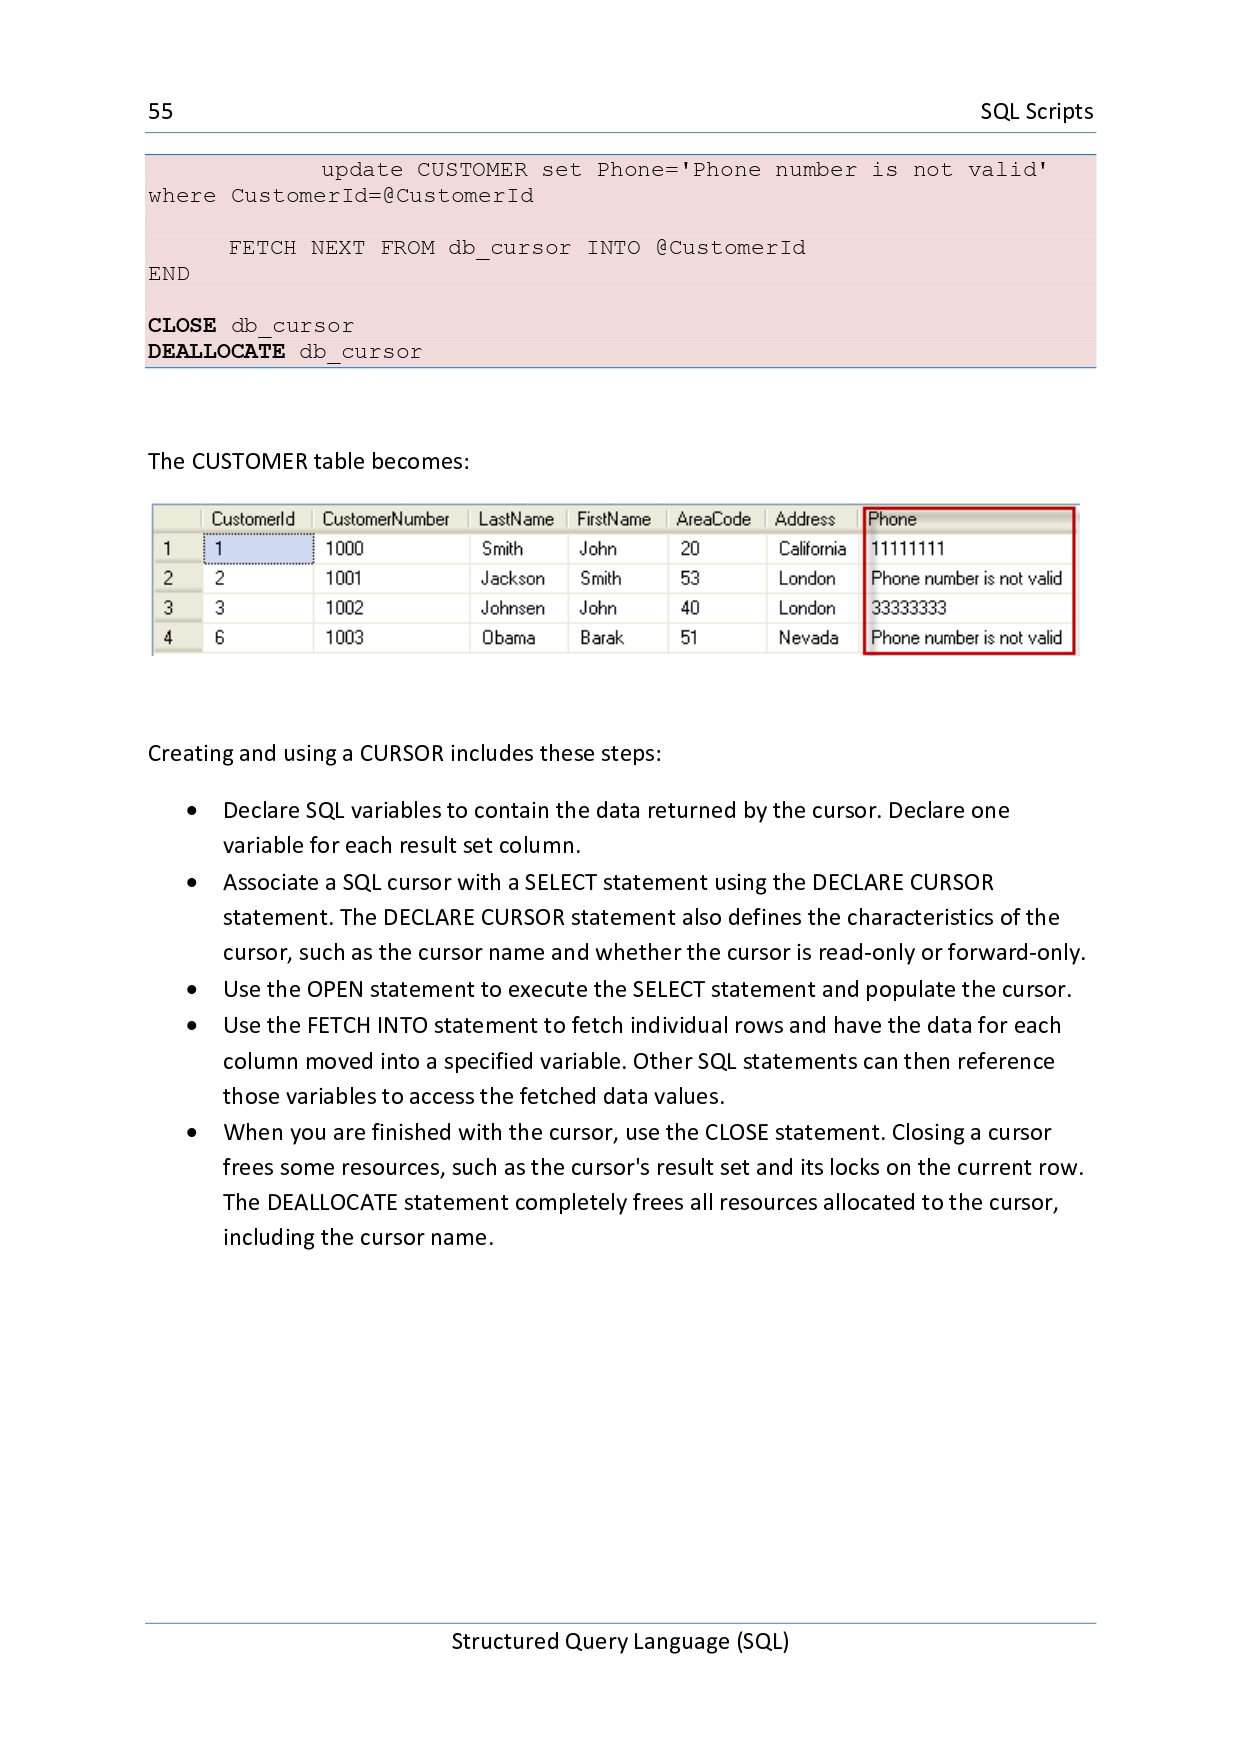 55 SQL Scripts
update CUSTOMER set Phone='Phone number is not valid'
where CustomerId=@CustomerId
FETCH NEXT FROM db_cursor INTO @CustomerId
END
CLOSE db_cursor
DEALLOCATE db_cursor
The CUSTOMER table becomes:
CustomerId CustomerNumber LastName FirstName AreaCode Address Phone
1 1 1000 Smith John 20 California 11111111
2 2 1001 Jackson Smith 53 London Phone number is not valid
3 3 1002 Johnsen John 40 London 33333333
4 6 1003 Obama Barak 51 Nevada Phone number is not valid
Creating and using a CURSOR includes these steps:
• Declare SQL variables to contain the data returned by the cursor. Declare one
variable for each result set column.
• Associate a SQL cursor with a SELECT statement using the DECLARE CURSOR
statement. The DECLARE CURSOR statement also defines the characteristics of the
cursor, such as the cursor name and whether the cursor is read-only or forward-only.
• Use the OPEN statement to execute the SELECT statement and populate the cursor.
• Use the FETCH INTO statement to fetch individual rows and have the data for each
column moved into a specified variable. Other SQL statements can then reference
those variables to access the fetched data values.
• When you are finished with the cursor, use the CLOSE statement. Closing a cursor
frees some resources, such as the cursor's result set and its locks on the current row.
The DEALLOCATE statement completely frees all resources allocated to the cursor,
including the cursor name.
Structured Query Language (SQL)